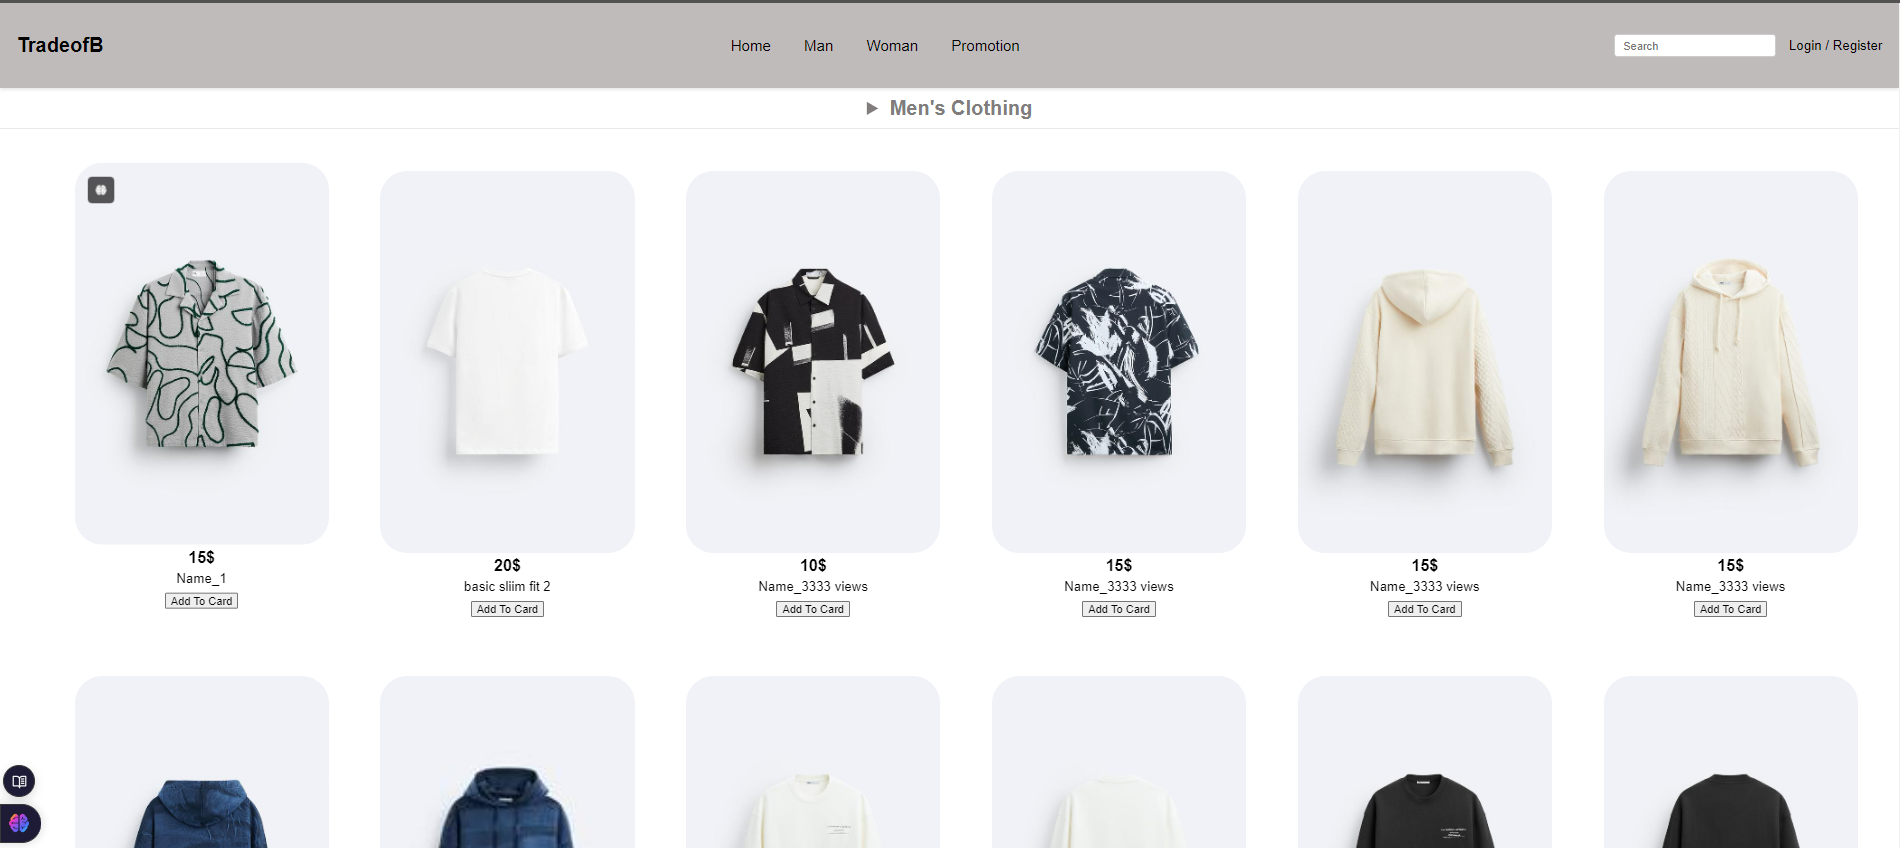 TradeofB
Home Man Woman Promotion
Search
Login / Register
▶ Men's Clothing
15$
Name_1
Add To Card
20$
basic sliim fit 2
Add To Card
10$
Name_3333 views
Add To Card
15$
Name_3333 views
Add To Card
15$
Name_3333 views
Add To Card
15$
Name_3333 views
Add To Card